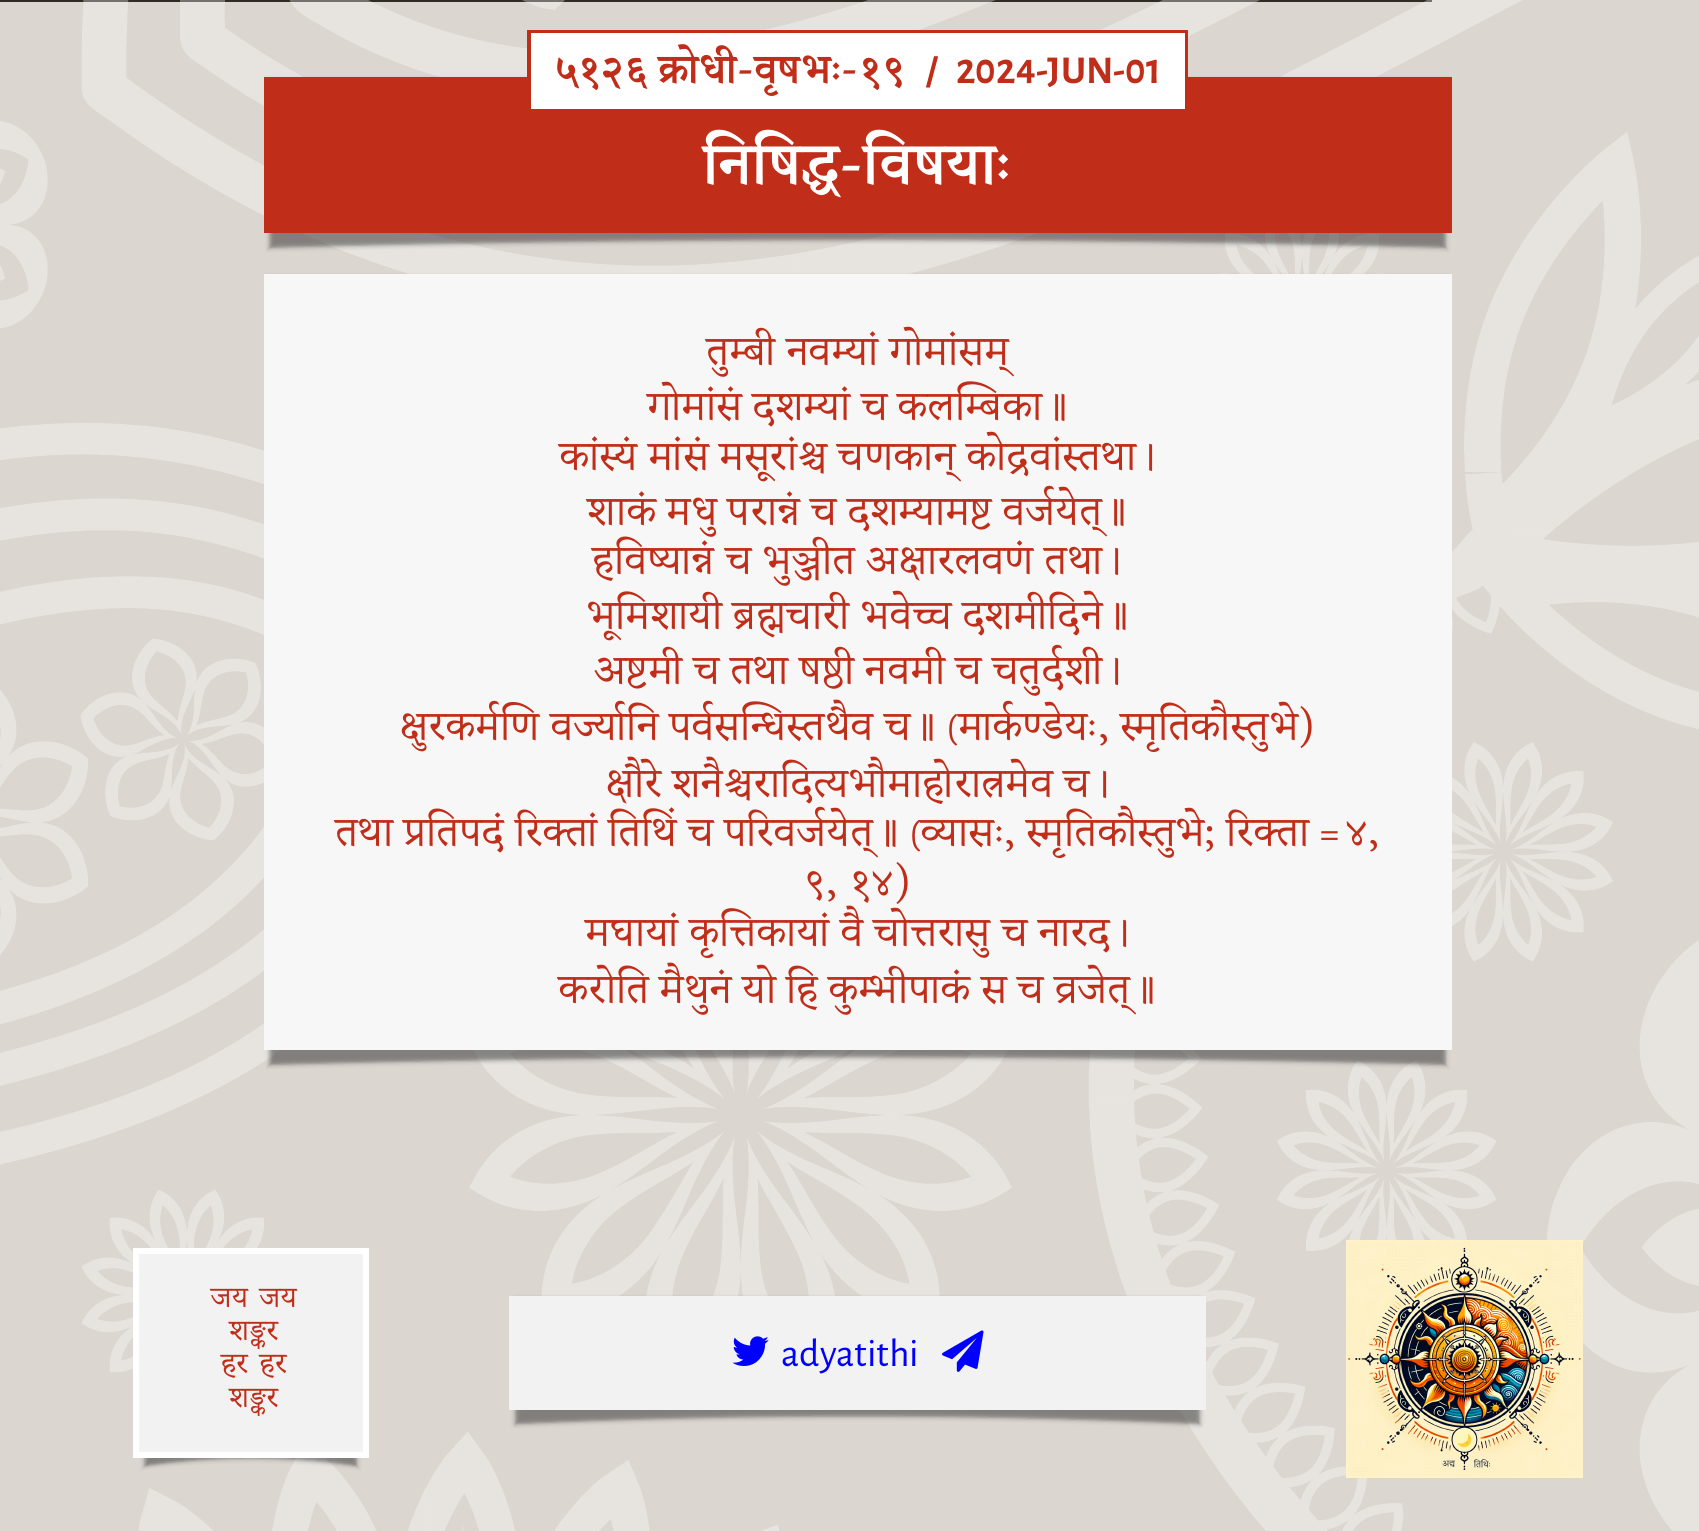 ५१२६ क्रोधी-वृषभः-१९ / 2024-JUN-01
निषिद्ध-विषयाः
तुम्बी नवम्यां गोमांसम्
गोमांसं दशम्यां च कलम्बिका॥
कांस्यं मांसं मसूरांश्च चणकान् कोद्रवांस्तथा।
शाकं मधु परान्नं च दशम्यामष्ट वर्जयेत्॥
हविष्यान्नं च भुञ्जीत अक्षारलवणं तथा।
भूमिशायी ब्रह्मचारी भवेच्च दशमीदिने॥
अष्टमी च तथा षष्ठी नवमी च चतुर्दशी।
क्षुरकर्मणि वर्ज्यानि पर्वसन्धिस्तथैव च॥ (मार्कण्डेयः, स्मृतिकौस्तुभे)
क्षौरे शनैश्चरादित्यभौमाहोरात्रमेव च।
तथा प्रतिपदं रिक्तां तिथिं च परिवर्जयेत्॥ (व्यासः, स्मृतिकौस्तुभे; रिक्ता = ४,
९, १४)
मघायां कृत्तिकायां वै चोत्तरासु च नारद।
करोति मैथुनं यो हि कुम्भीपाकं स च व्रजेत्॥
जय जय
शङ्कर
हर हर
शङ्कर
adyatithi
अद्य तिथिः